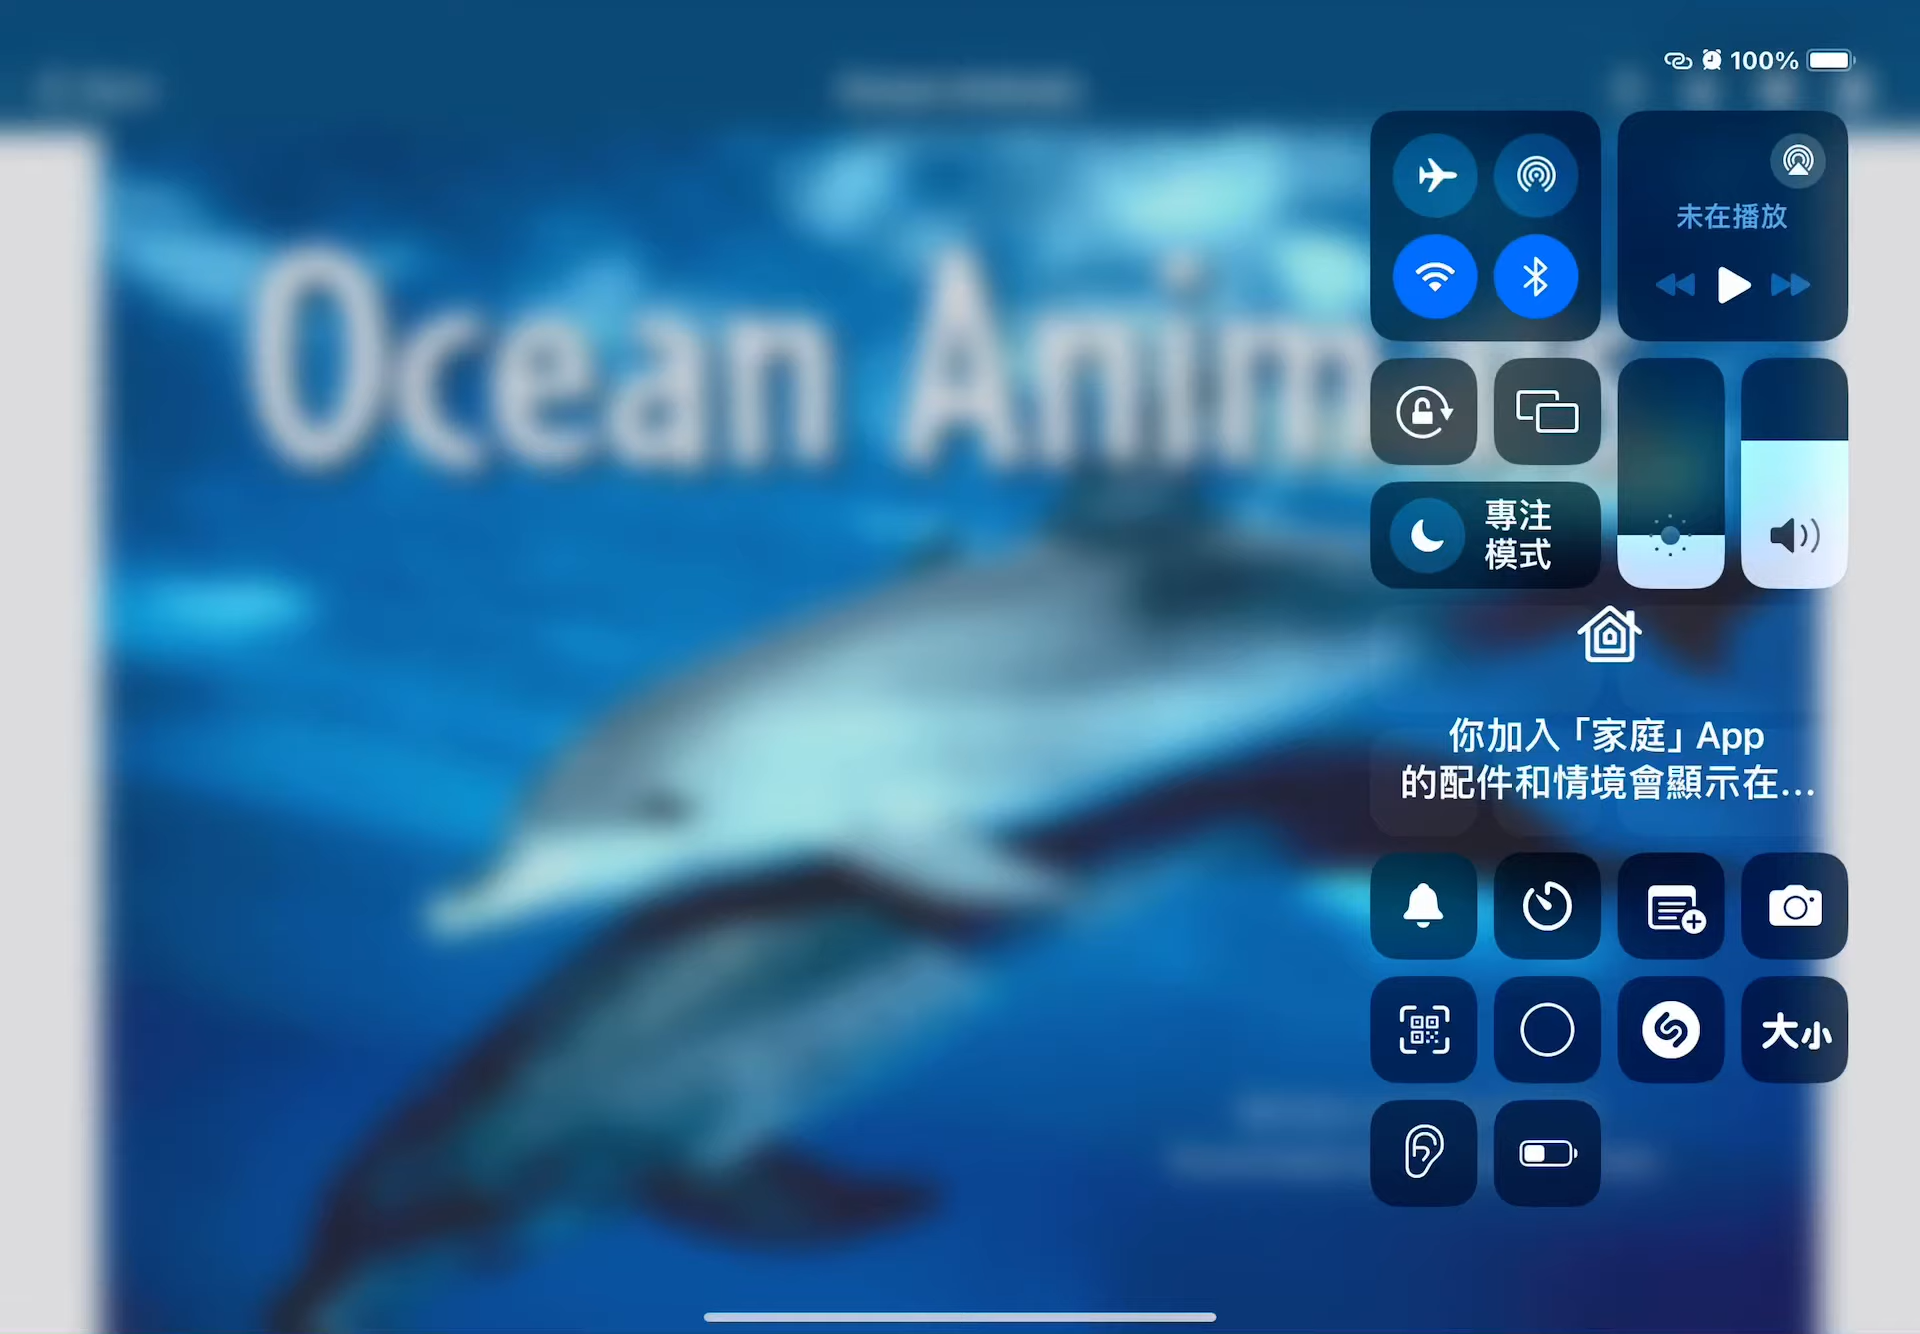 100%
未在播放
Ocean Anim
專注
模式
你加入「家庭」App
的配件和情境會顯示在...
大小